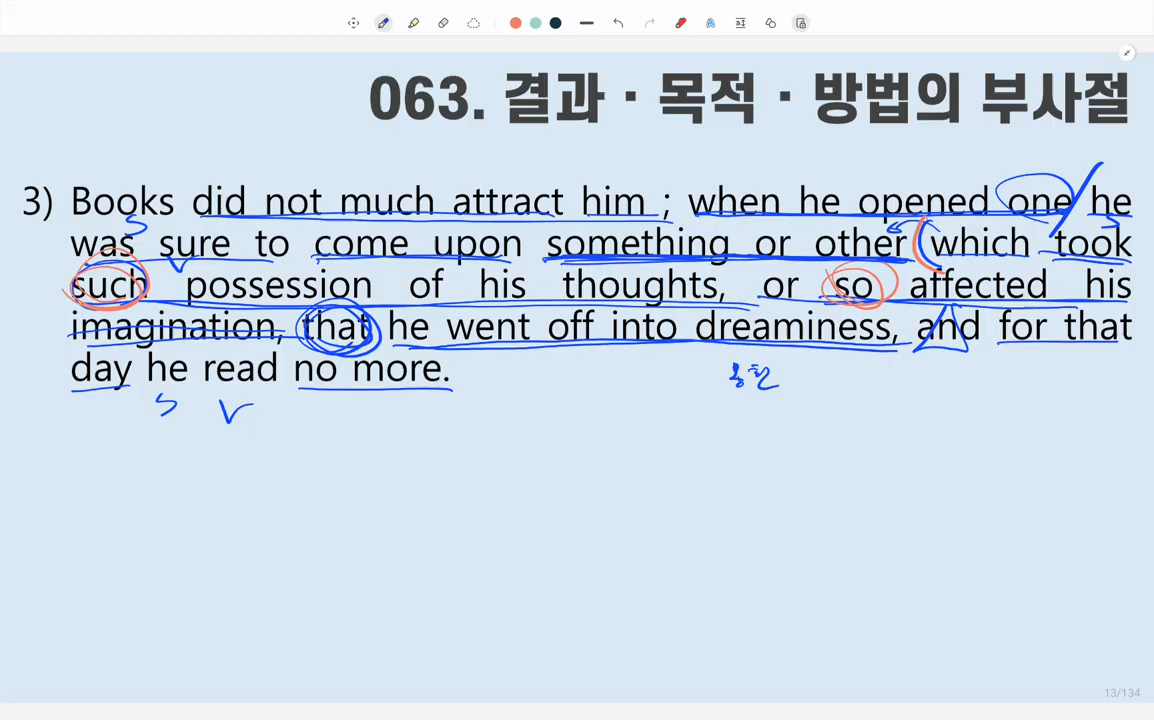 063. 결과 · 목적 · 방법의 부사절
3) Books did not much attract him ; when he opened one he
was sure to come upon something or other which took
such possession of his thoughts, or so affected his
imagination, that he went off into dreaminess, and for that
day he read no more.
S
V
S
S V
13/134